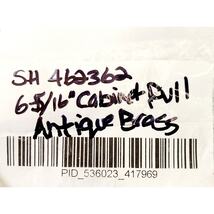 SH 462362
6-5/16" Cabinet Pull
Antique Brass
PID_536023_417969